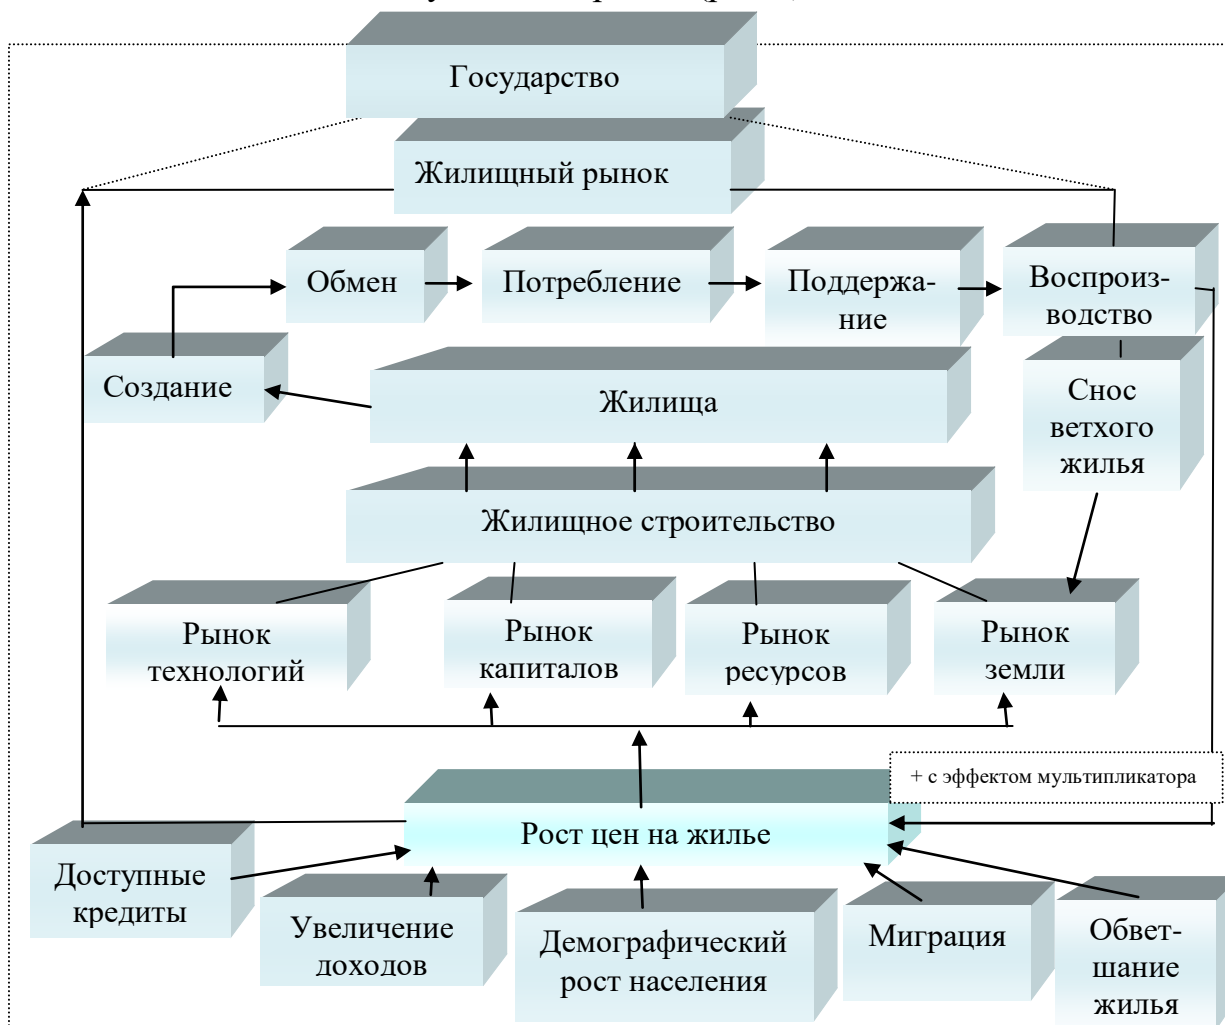 Государство
Жилищный рынок
Обмен
Потребление
Поддержа-
ние
Воспроиз-
водство
Создание
Жилища
Снос
ветхого
жилья
Жилищное строительство
Рынок
технологий
Рынок
капиталов
Рынок
ресурсов
Рынок
земли
+ с эффектом мультипликатора
Рост цен на жилье
Доступные
кредиты
Увеличение
доходов
Демографический
рост населения
Миграция
Обвет-
шание
жилья